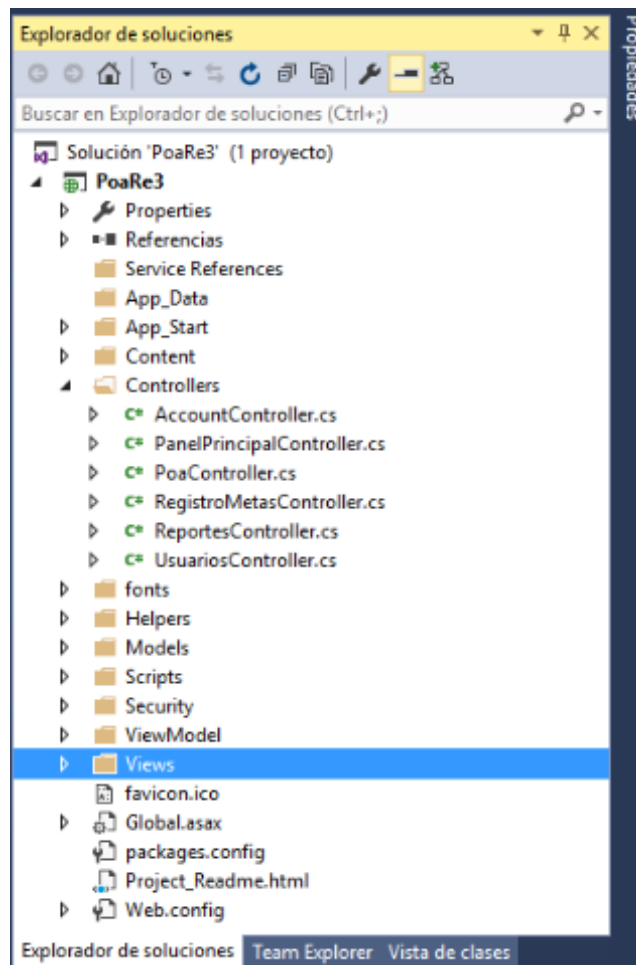 Explorador de soluciones
Propiedades
Buscar en Explorador de soluciones (Ctrl+;)
Solución 'PoaRe3' (1 proyecto)
PoaRe3
Properties
Referencias
Service References
App_Data
App_Start
Content
Controllers
C# AccountController.cs
C# PanelPrincipalController.cs
C# PoaController.cs
C# RegistroMetasController.cs
C# ReportesController.cs
C# UsuariosController.cs
fonts
Helpers
Models
Scripts
Security
ViewModel
Views
favicon.ico
Global.asax
packages.config
Project_Readme.html
Web.config
Explorador de soluciones Team Explorer Vista de clases